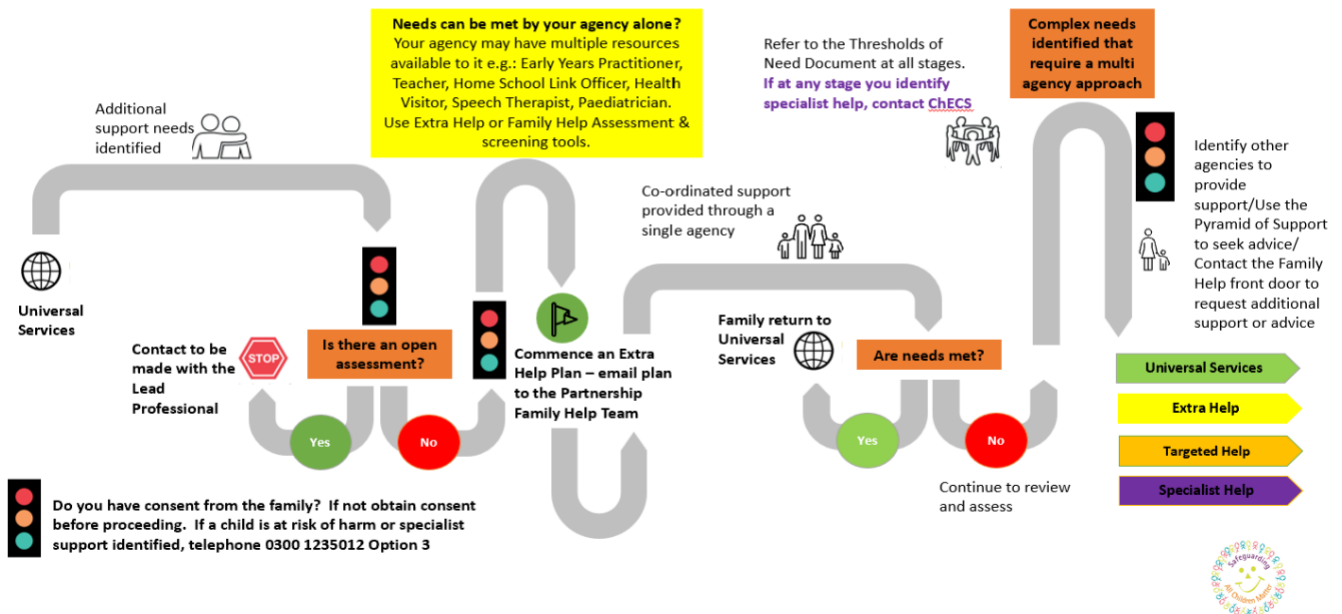 Needs can be met by your agency alone?
Your agency may have multiple resources
available to it e.g.: Early Years Practitioner,
Teacher, Home School Link Officer, Health
Visitor, Speech Therapist, Paediatrician.
Use Extra Help or Family Help Assessment &
screening tools.
Refer to the Thresholds of
Need Document at all stages.
If at any stage you identify
specialist help, contact ChECS
Complex needs
identified that
require a multi
agency approach
Additional
support needs
identified
Identify other
agencies to
provide
support/Use the
Pyramid of Support
to seek advice/
Contact the Family
Help front door to
request additional
support or advice
Co-ordinated support
provided through a
single agency
Universal
Services
Contact to be
made with the
Lead
Professional
STOP
Is there an open
assessment?
Yes
No
Commence an Extra
Help Plan – email plan
to the Partnership
Family Help Team
Family return to
Universal
Services
Are needs met?
Yes
No
Continue to review
and assess
Universal Services
Extra Help
Targeted Help
Specialist Help
Do you have consent from the family?  If not obtain consent
before proceeding.  If a child is at risk of harm or specialist
support identified, telephone 0300 1235012 Option 3
Safeguarding
All Children Matter